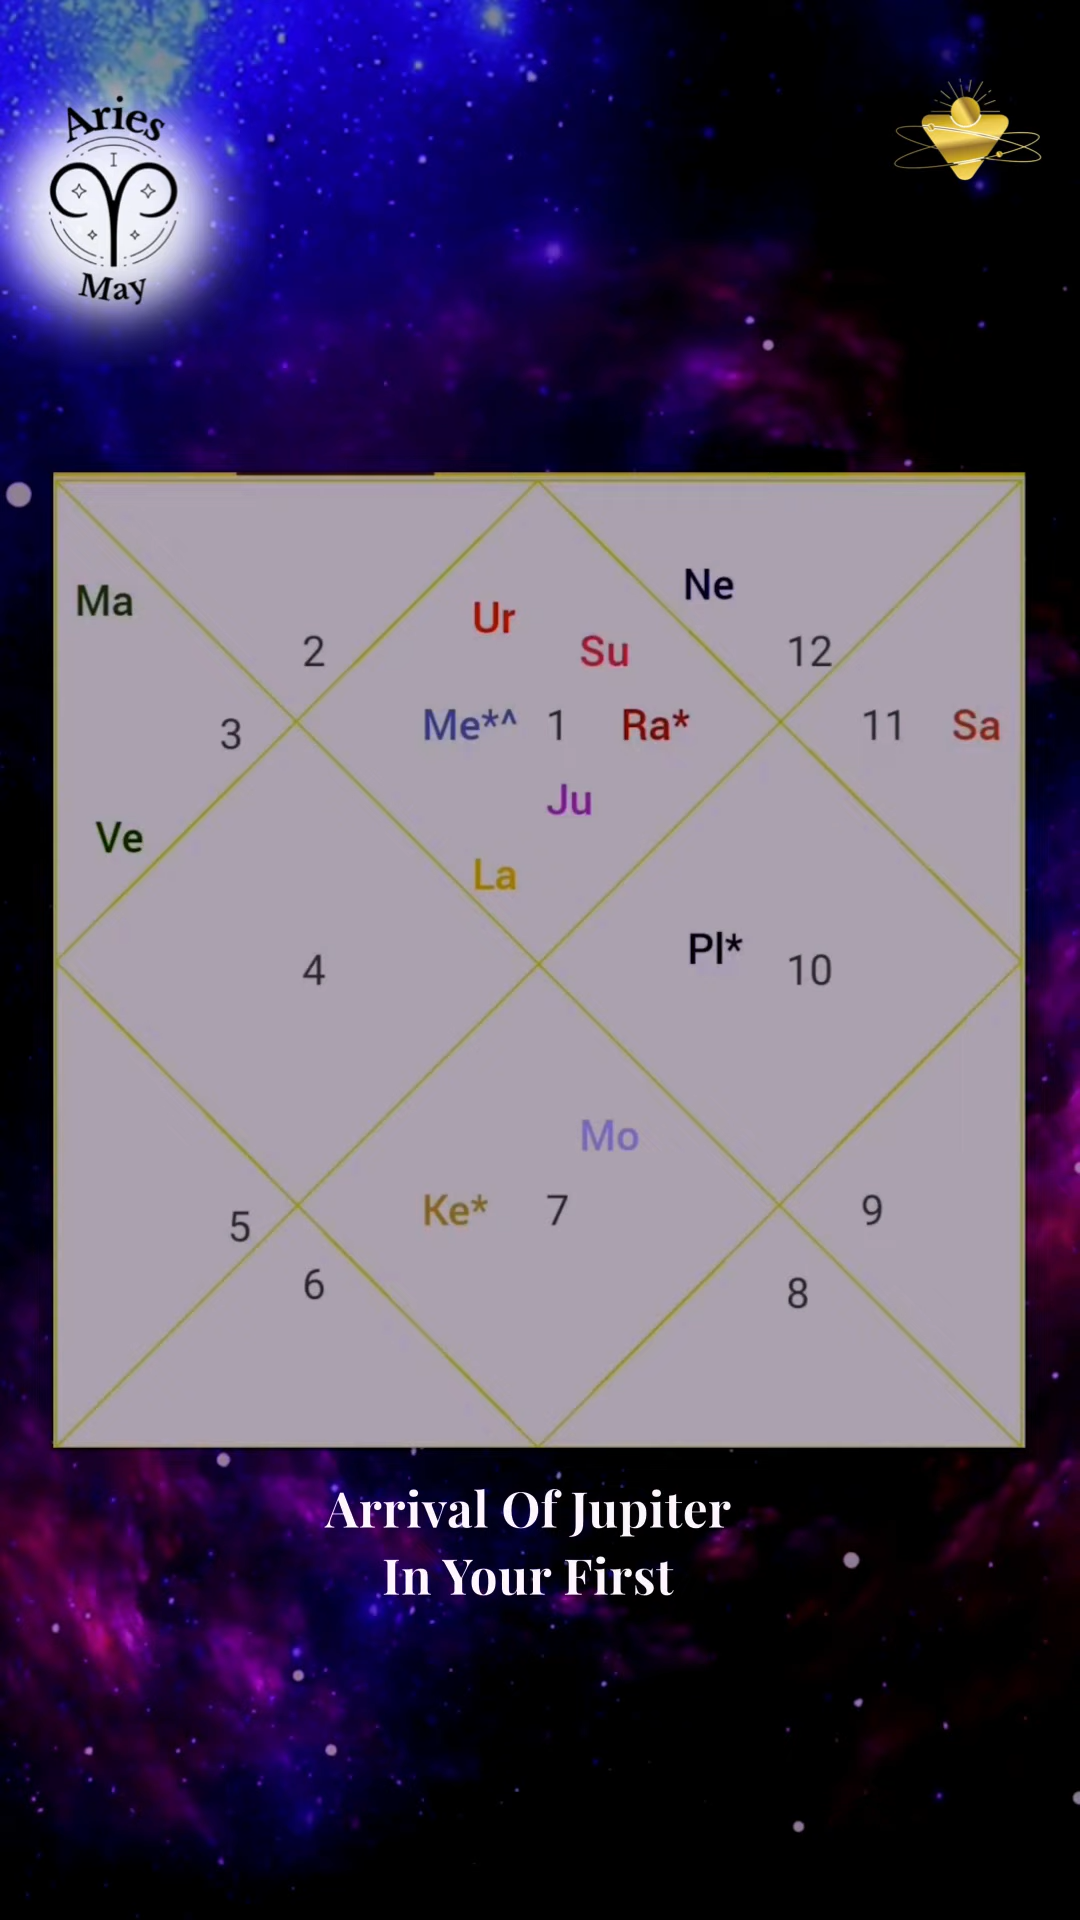 Aries
I
May
Ma
Ne
Ur
2
Su
12
3
Me*^ 1 Ra*
11 Sa
Ju
Ve
La
4
Pl* 10
Mo
5
Ke* 7
9
6
8
Arrival Of Jupiter
In Your First